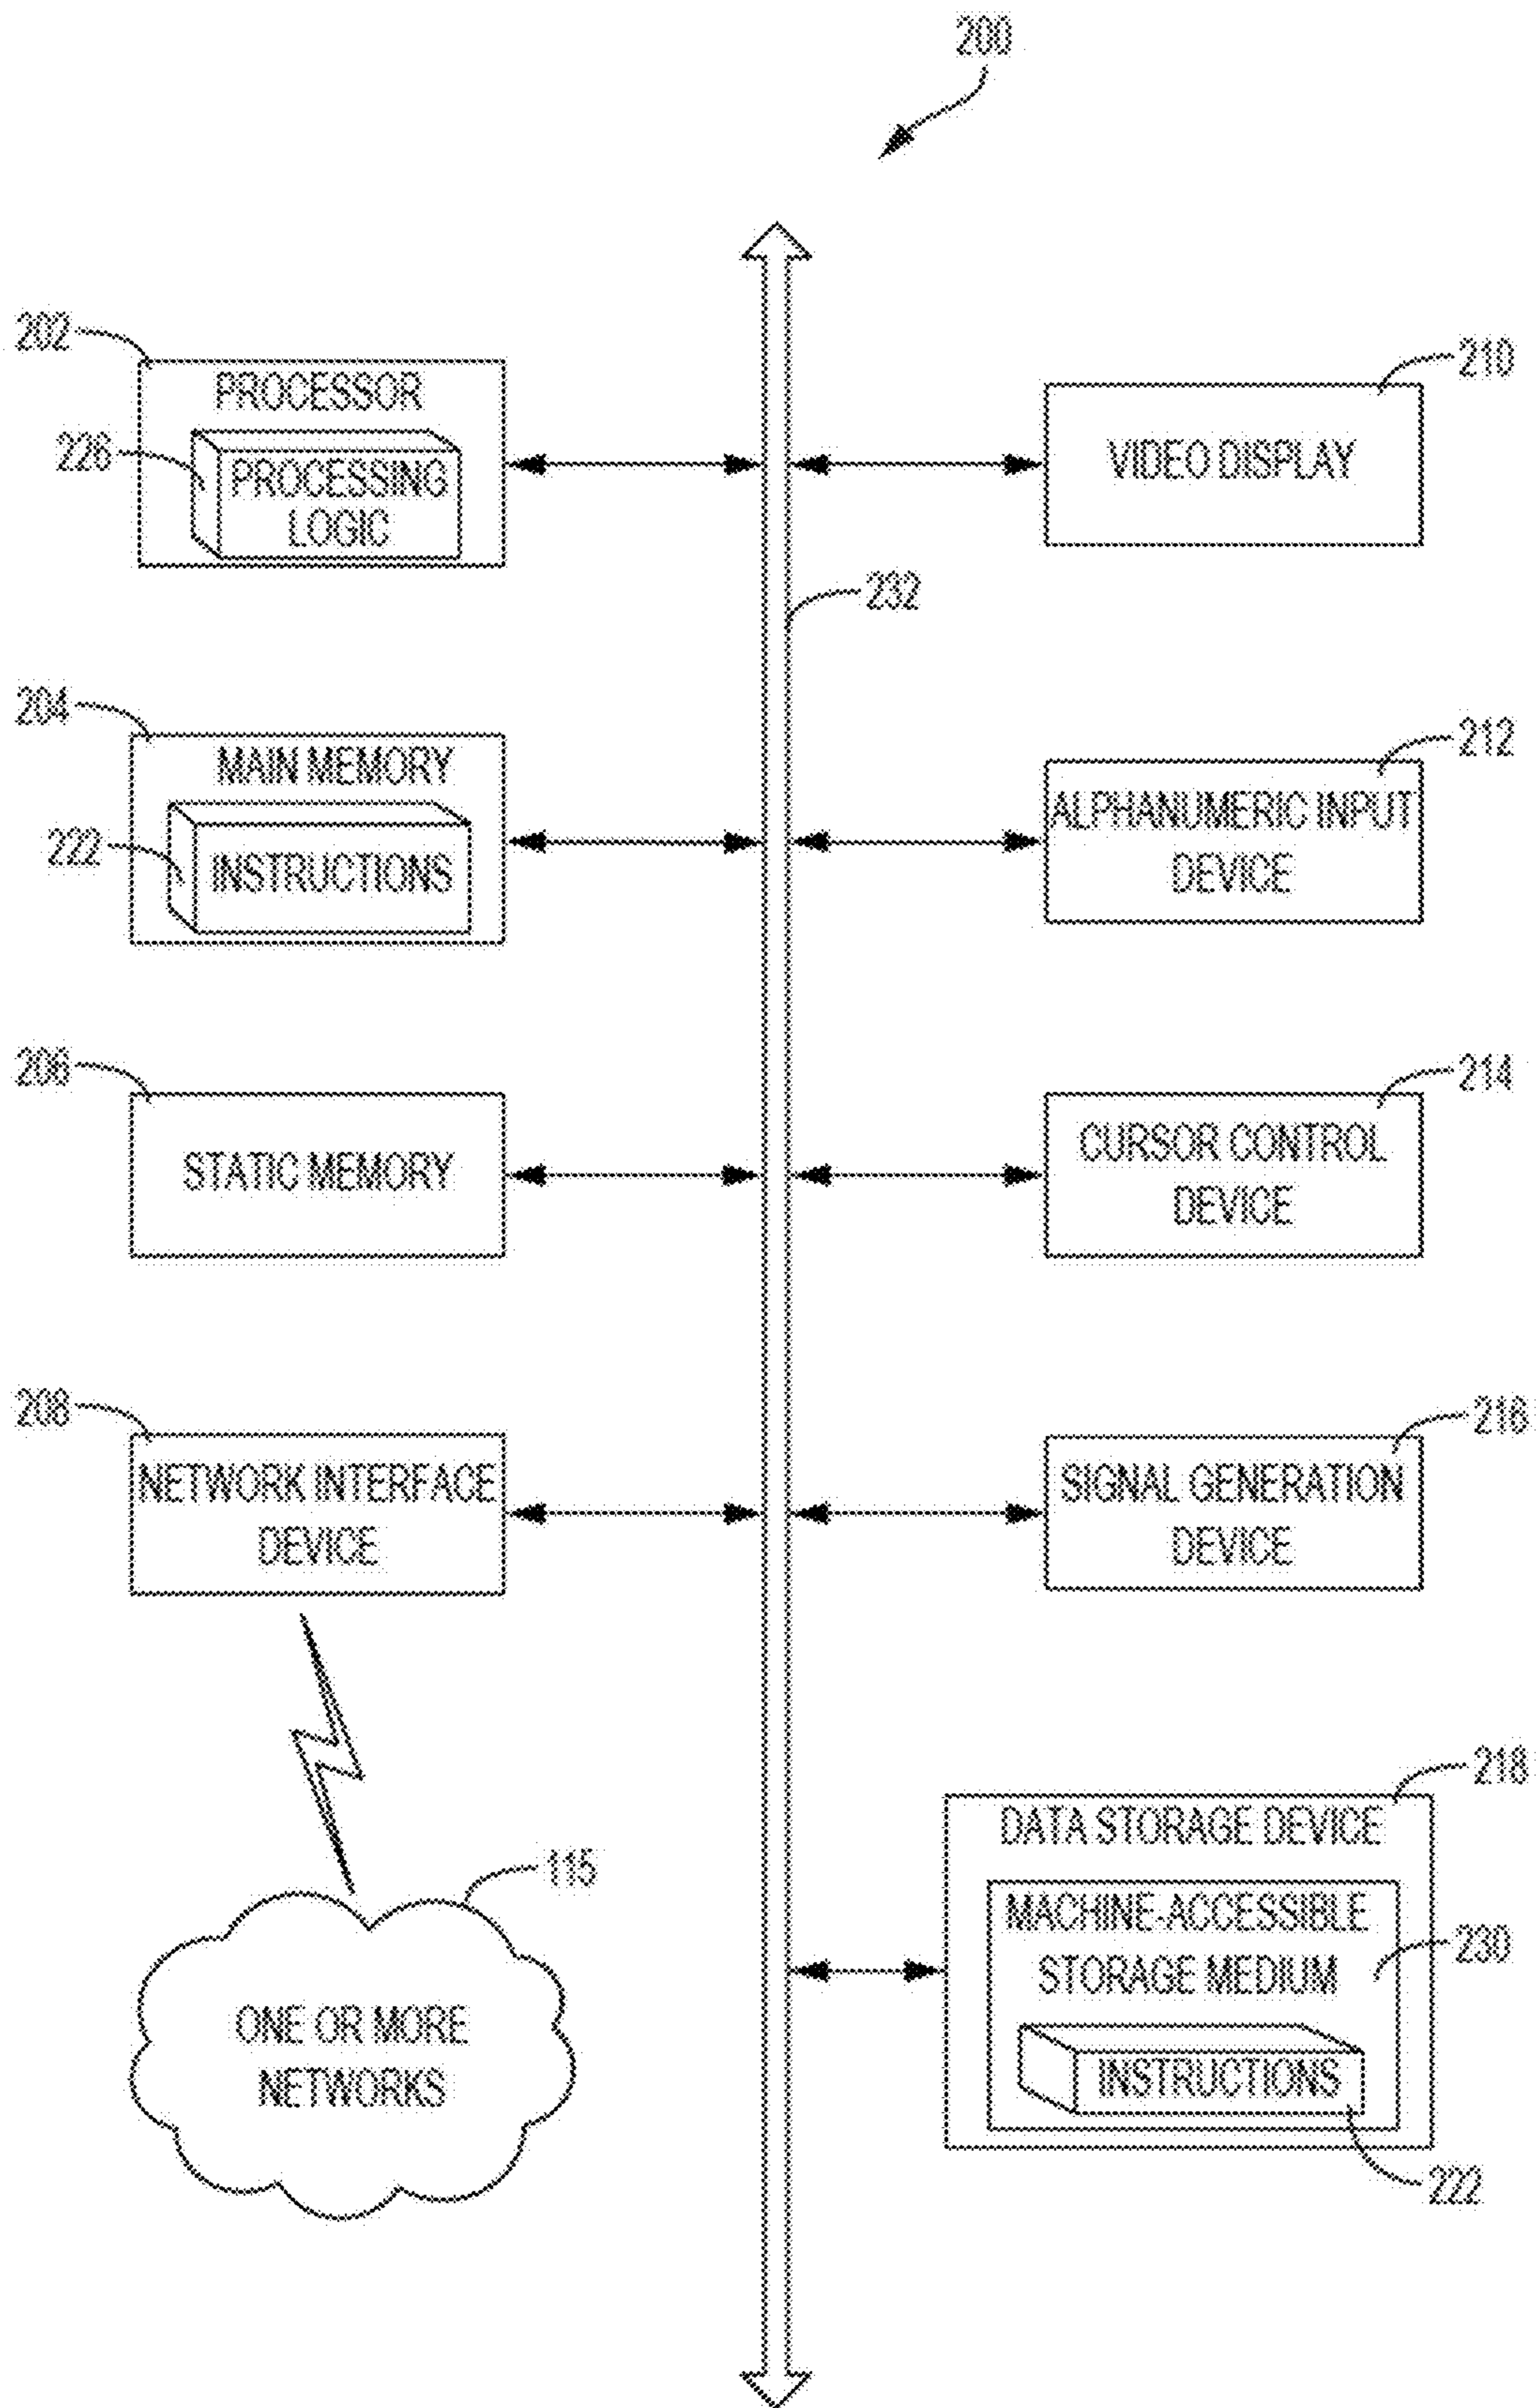 200
202
PROCESSOR
226
PROCESSING
LOGIC
210
VIDEO DISPLAY
232
204
MAIN MEMORY
222
INSTRUCTIONS
212
ALPHANUMERIC INPUT
DEVICE
206
STATIC MEMORY
214
CURSOR CONTROL
DEVICE
208
NETWORK INTERFACE
DEVICE
216
SIGNAL GENERATION
DEVICE
115
ONE OR MORE
NETWORKS
218
DATA STORAGE DEVICE
MACHINE-ACCESSIBLE
STORAGE MEDIUM
230
INSTRUCTIONS
222